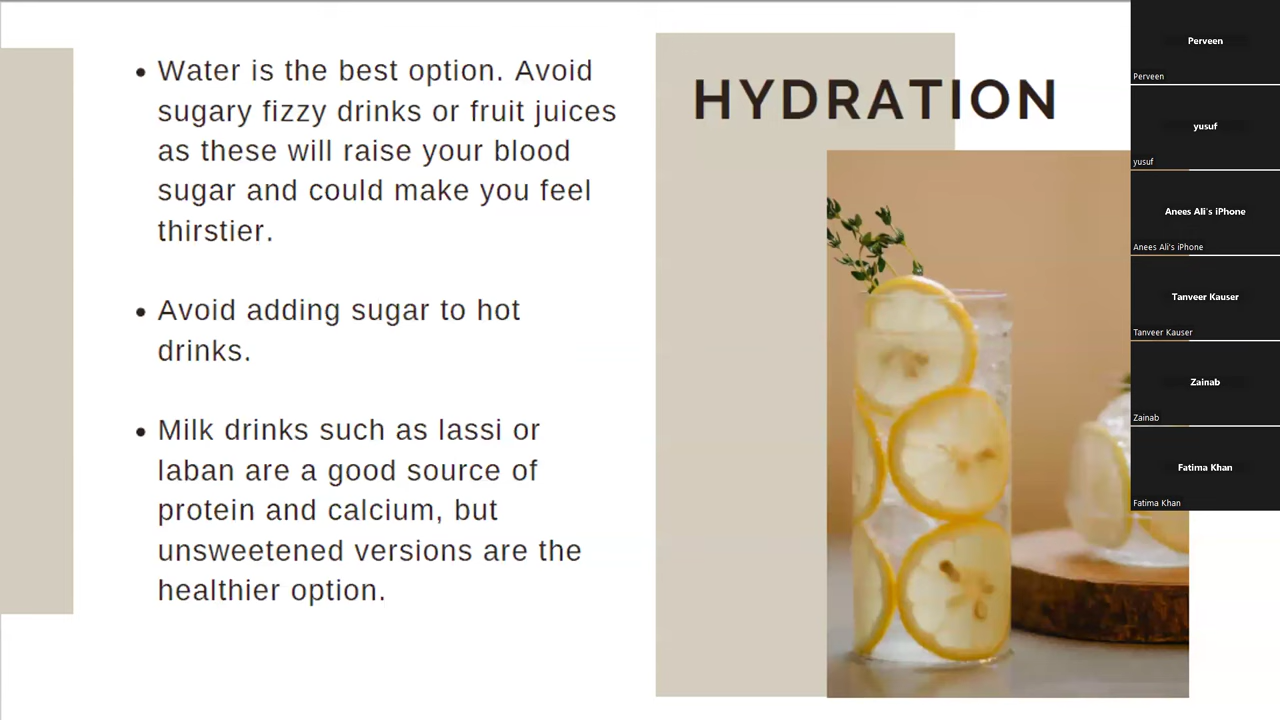 • Water is the best option. Avoid
sugary fizzy drinks or fruit juices
as these will raise your blood
sugar and could make you feel
thirstier.
• Avoid adding sugar to hot
drinks.
• Milk drinks such as lassi or
laban are a good source of
protein and calcium, but
unsweetened versions are the
healthier option.
HYDRATION
Perveen
Perveen
yusuf
yusuf
Anees Ali's iPhone
Anees Ali's iPhone
Tanveer Kauser
Tanveer Kauser
Zainab
Zainab
Fatima Khan
Fatima Khan